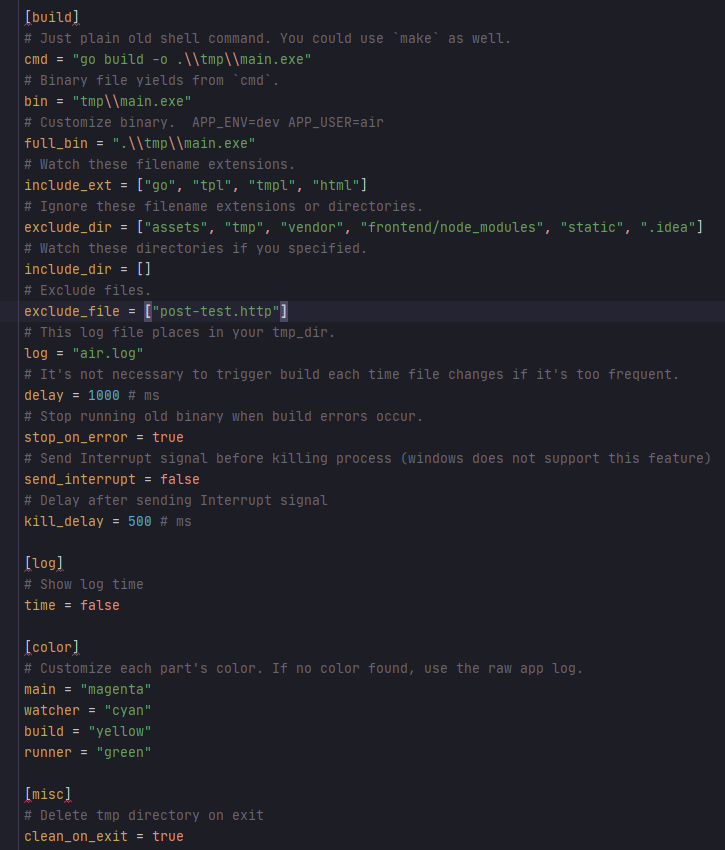 [build]
# Just plain old shell command. You could use `make` as well.
cmd = "go build -o .\\tmp\\main.exe"
# Binary file yields from `cmd`.
bin = "tmp\\main.exe"
# Customize binary.  APP_ENV=dev APP_USER=air
full_bin = ".\\tmp\\main.exe"
# Watch these filename extensions.
include_ext = ["go", "tpl", "tmpl", "html"]
# Ignore these filename extensions or directories.
exclude_dir = ["assets", "tmp", "vendor", "frontend/node_modules", "static", ".idea"]
# Watch these directories if you specified.
include_dir = []
# Exclude files.
exclude_file = ["post-test.http"]
# This log file places in your tmp_dir.
log = "air.log"
# It's not necessary to trigger build each time file changes if it's too frequent.
delay = 1000 # ms
# Stop running old binary when build errors occur.
stop_on_error = true
# Send Interrupt signal before killing process (windows does not support this feature)
send_interrupt = false
# Delay after sending Interrupt signal
kill_delay = 500 # ms
[log]
# Show log time
time = false
[color]
# Customize each part's color. If no color found, use the raw app log.
main = "magenta"
watcher = "cyan"
build = "yellow"
runner = "green"
[misc]
# Delete tmp directory on exit
clean_on_exit = true